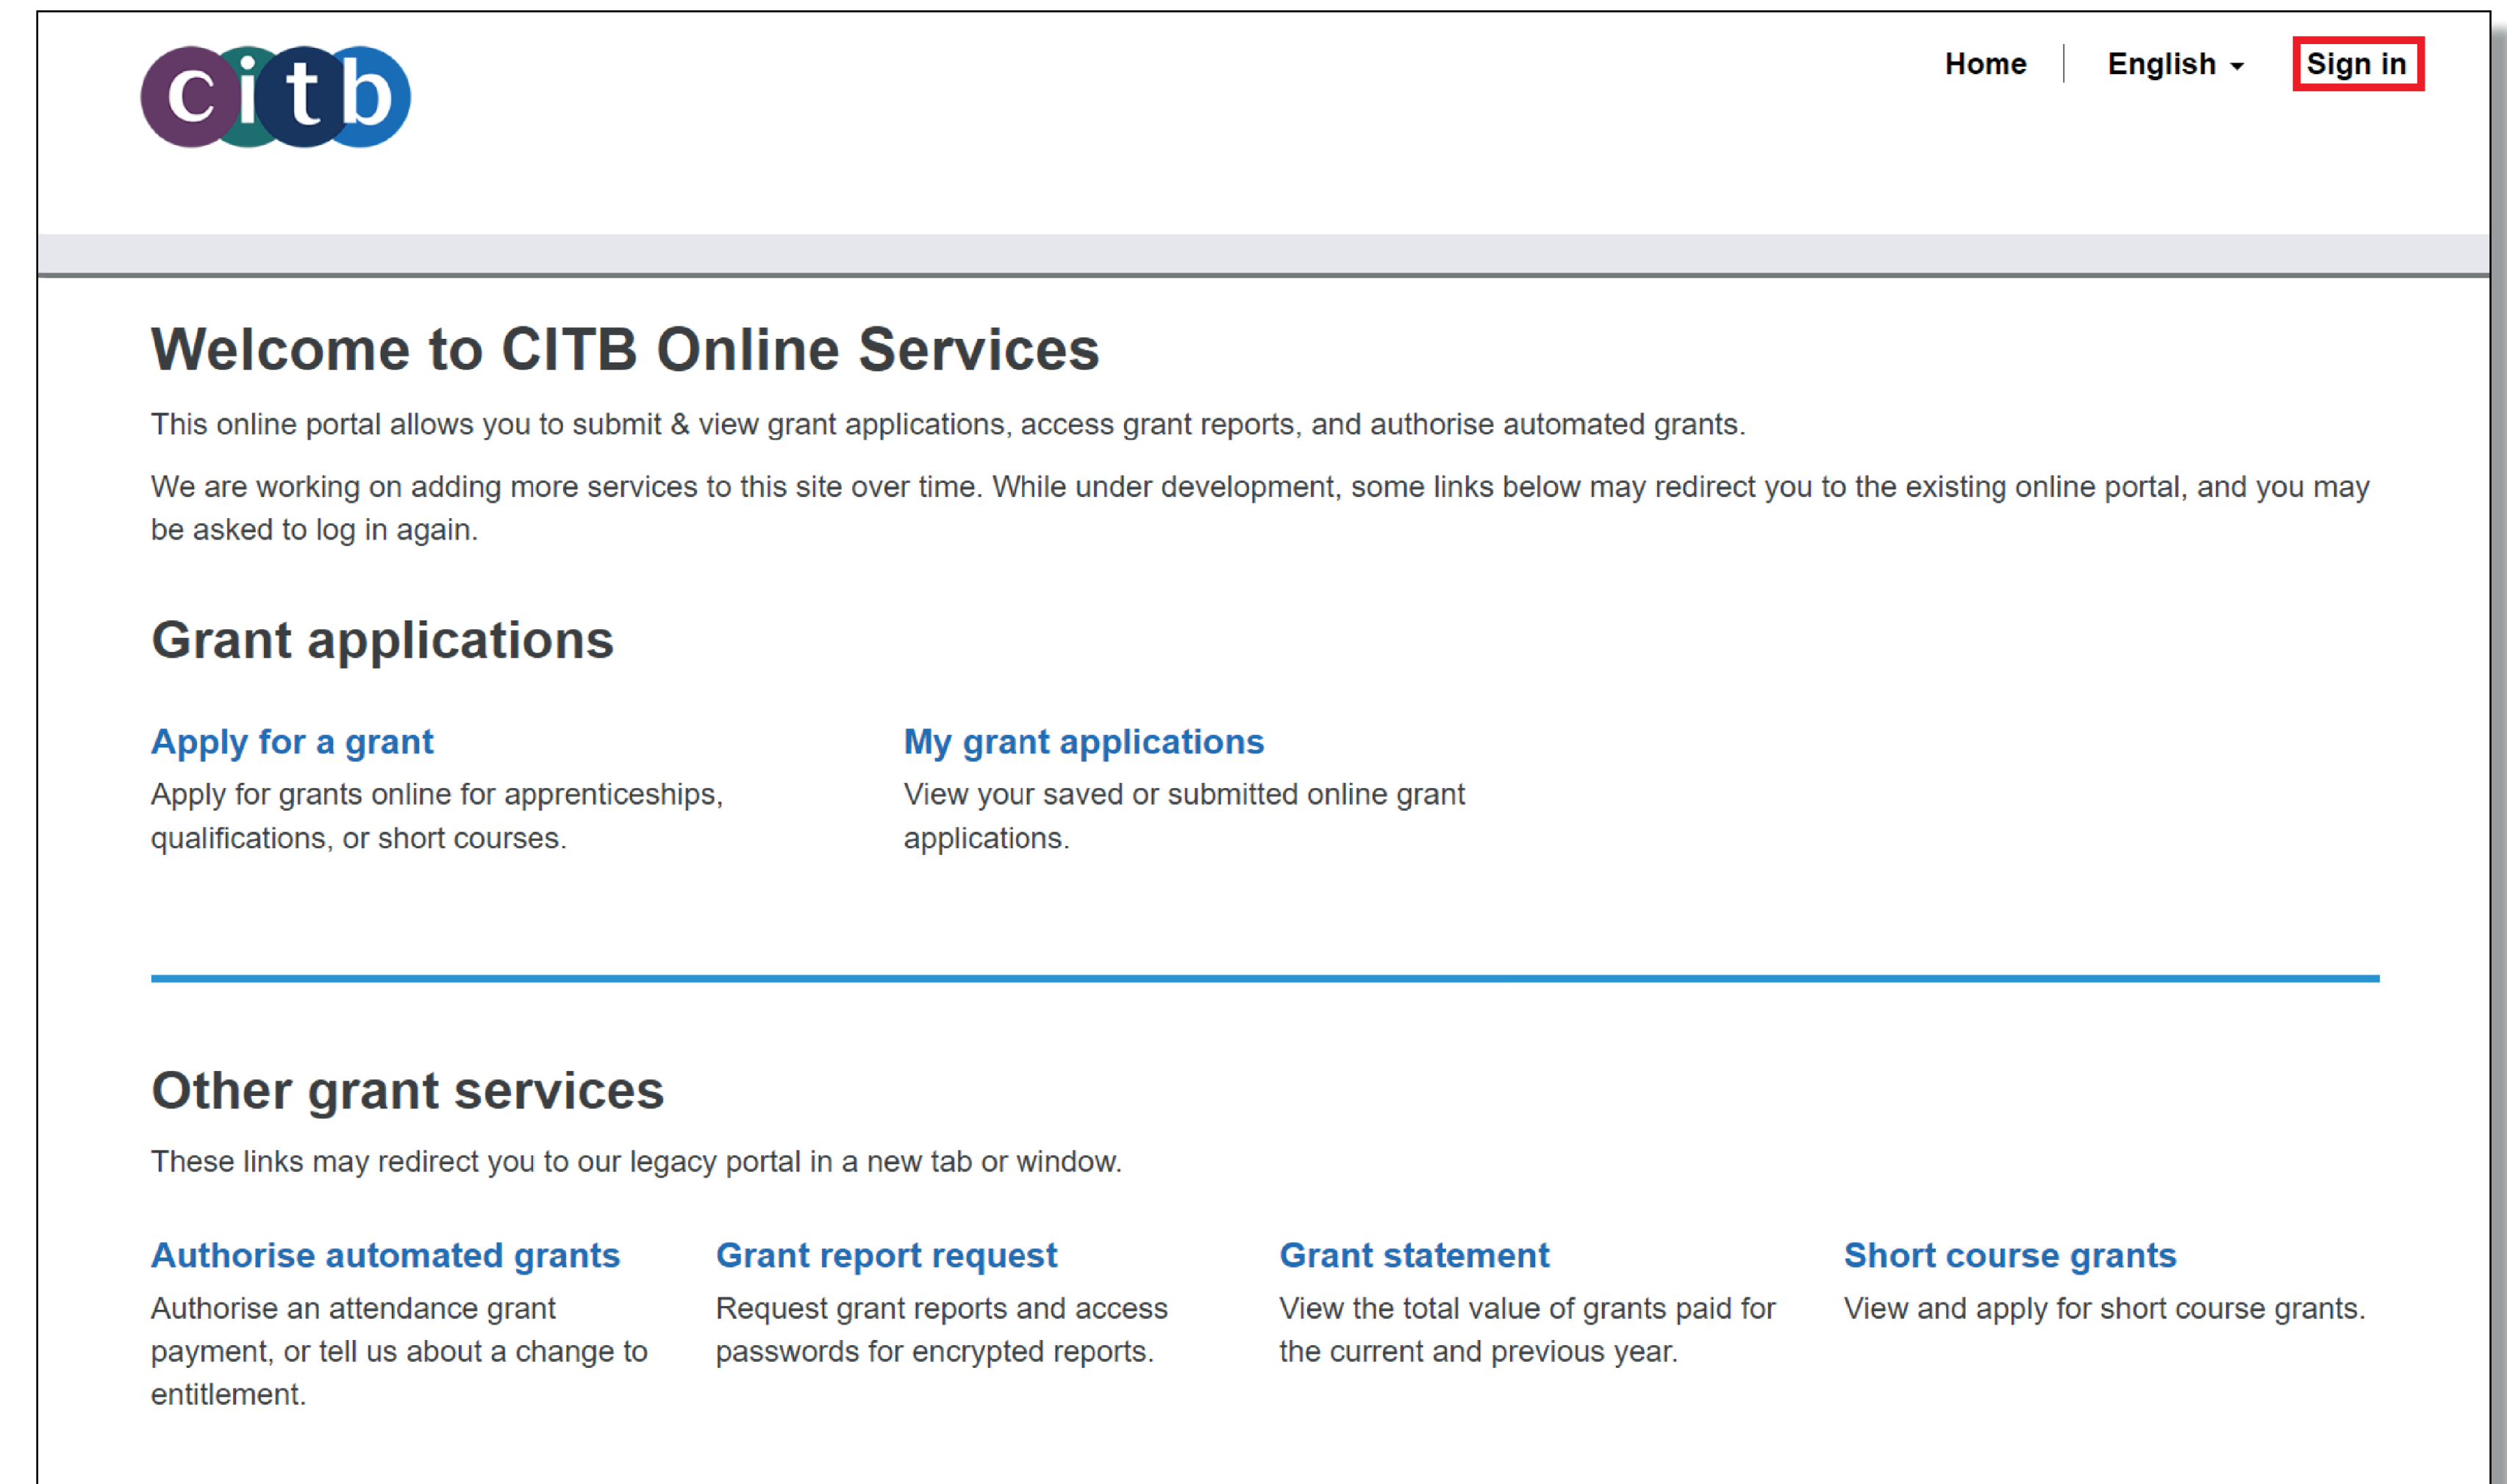 citb
Home
English
Sign in
Welcome to CITB Online Services
This online portal allows you to submit & view grant applications, access grant reports, and authorise automated grants.
We are working on adding more services to this site over time. While under development, some links below may redirect you to the existing online portal, and you may
be asked to log in again.
Grant applications
Apply for a grant
Apply for grants online for apprenticeships,
qualifications, or short courses.
My grant applications
View your saved or submitted online grant
applications.
Other grant services
These links may redirect you to our legacy portal in a new tab or window.
Authorise automated grants
Authorise an attendance grant
payment, or tell us about a change to
entitlement.
Grant report request
Request grant reports and access
passwords for encrypted reports.
Grant statement
View the total value of grants paid for
the current and previous year.
Short course grants
View and apply for short course grants.